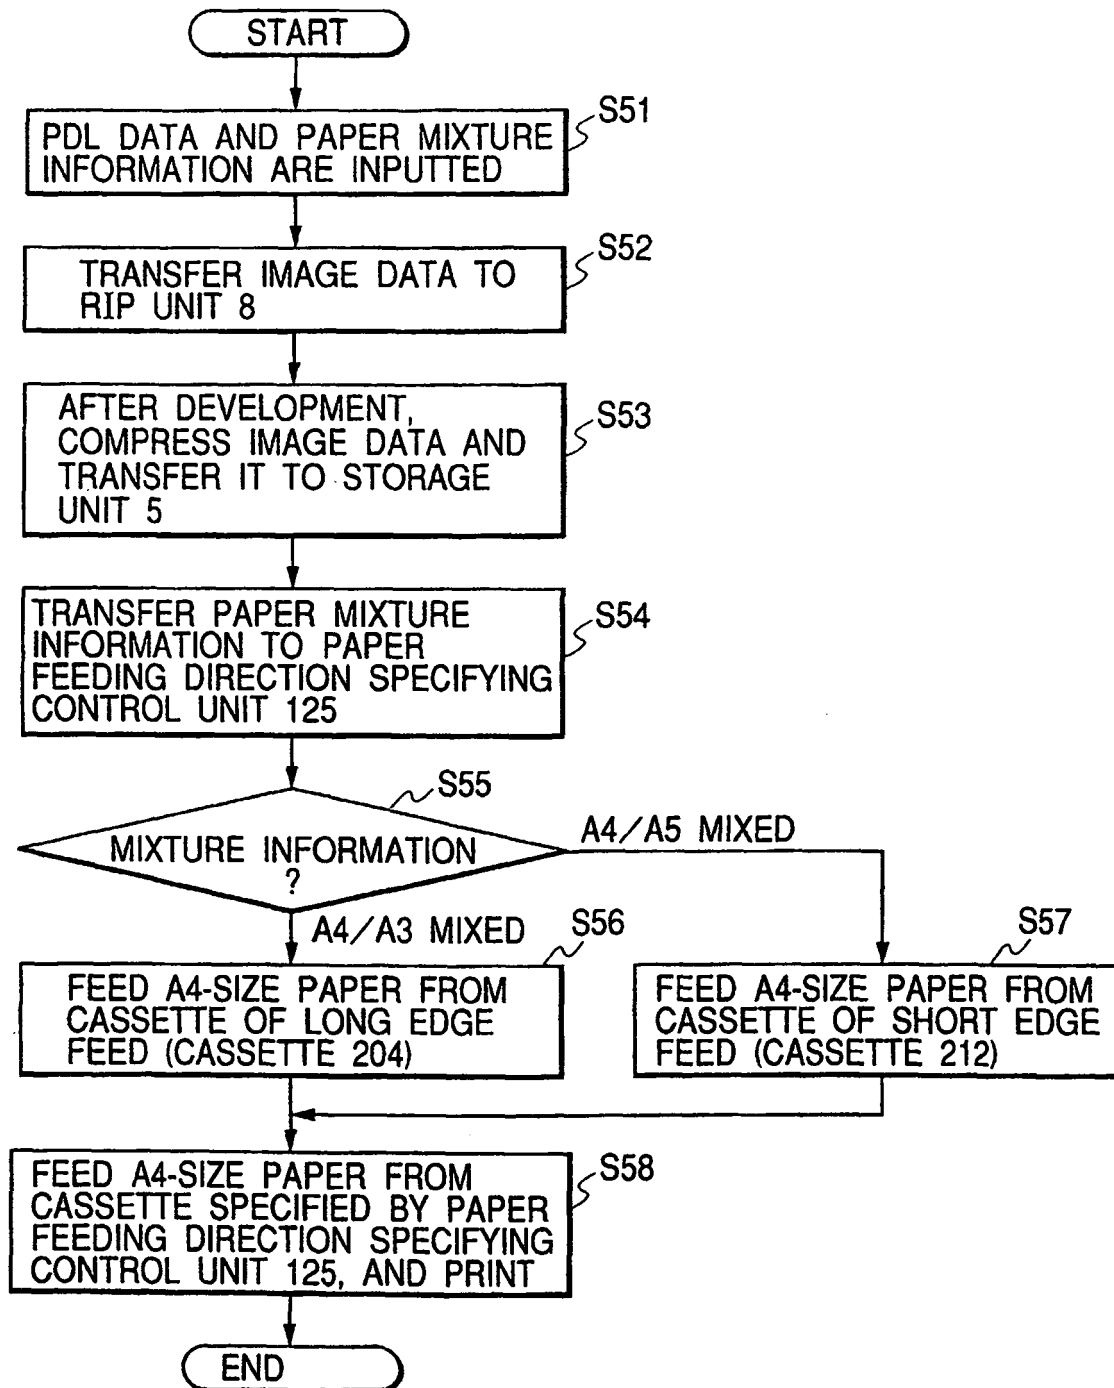 START
S51
PDL DATA AND PAPER MIXTURE
INFORMATION ARE INPUTTED
S52
TRANSFER IMAGE DATA TO
RIP UNIT 8
S53
AFTER DEVELOPMENT,
COMPRESS IMAGE DATA AND
TRANSFER IT TO STORAGE
UNIT 5
S54
TRANSFER PAPER MIXTURE
INFORMATION TO PAPER
FEEDING DIRECTION SPECIFYING
CONTROL UNIT 125
S55
MIXTURE INFORMATION
?
A4/A5 MIXED
A4/A3 MIXED
S56
FEED A4-SIZE PAPER FROM
CASSETTE OF LONG EDGE
FEED (CASSETTE 204)
S57
FEED A4-SIZE PAPER FROM
CASSETTE OF SHORT EDGE
FEED (CASSETTE 212)
S58
FEED A4-SIZE PAPER FROM
CASSETTE SPECIFIED BY PAPER
FEEDING DIRECTION SPECIFYING
CONTROL UNIT 125, AND PRINT
END